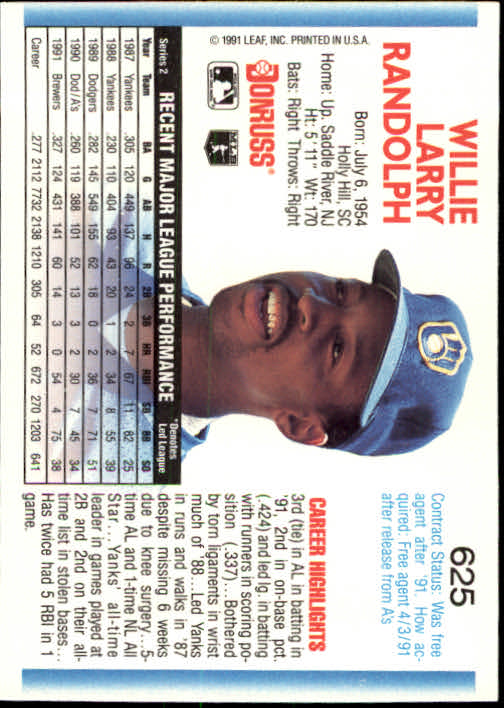 WILLIE
LARRY
RANDOLPH
Born: July 6, 1954
Holly Hill, SC
Home: Up. Saddle River, NJ
Ht: 5' 11" Wt: 170
Bats: Right Throws: Right
DONRUSS
MLBPA
© 1991 LEAF, INC. PRINTED IN U.S.A.
625
Contract Status: Was free
agent after '91. How ac-
quired: Free agent 4/3/91
after release from A's
CAREER HIGHLIGHTS
3rd (tie) in AL in batting in
'91, 2nd in on-base pct.
(.424) and led lg. in batting
with runners in scoring po-
sition (.337)...Bothered
by torn ligaments in wrist
much of '88...Led Yanks
in runs and walks in '87
despite missing 6 weeks
due to knee surgery...5-
time AL and 1-time NL All
Star...Yanks' all-time
leader in games played at
2B and 2nd on their all-
time list in stolen bases...
Has twice had 5 RBI in 1
game.
Series 2 RECENT MAJOR LEAGUE PERFORMANCE *Denotes Led League
Year Team BA G AB H R 2B 3B HR RBI SB BB SO
1987 Yankees .305 120 449 137 96 24 2 7 67 11 82 25
1988 Yankees .230 110 404 93 43 20 1 2 34 8 55 39
1989 Dodgers .282 145 549 155 62 18 0 2 36 7 71 51
1990 Dod/A's .260 119 388 101 52 13 3 2 30 7 45 34
1991 Brewers .327 124 431 141 60 14 3 0 54 4 75 38
Career .277 2112 7732 2138 1210 305 64 52 672 270 1203 641